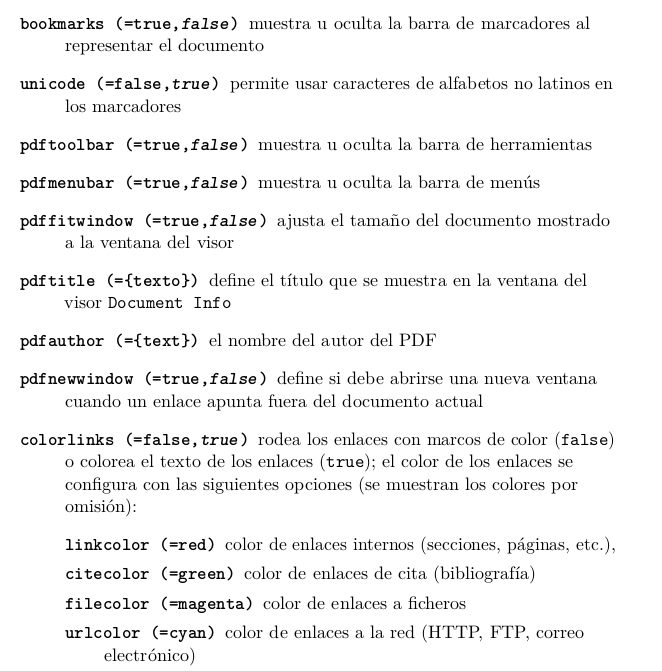 bookmarks (=true,false) muestra u oculta la barra de marcadores al
representar el documento
unicode (=false,true) permite usar caracteres de alfabetos no latinos en
los marcadores
pdftoolbar (=true,false) muestra u oculta la barra de herramientas
pdfmenubar (=true,false) muestra u oculta la barra de menús
pdffitwindow (=true,false) ajusta el tamaño del documento mostrado
a la ventana del visor
pdftitle (={texto}) define el título que se muestra en la ventana del
visor Document Info
pdfauthor (={text}) el nombre del autor del PDF
pdfnewwindow (=true,false) define si debe abrirse una nueva ventana
cuando un enlace apunta fuera del documento actual
colorlinks (=false,true) rodea los enlaces con marcos de color (false)
o colorea el texto de los enlaces (true); el color de los enlaces se
configura con las siguientes opciones (se muestran los colores por
omisión):
linkcolor (=red) color de enlaces internos (secciones, páginas, etc.),
citecolor (=green) color de enlaces de cita (bibliografía)
filecolor (=magenta) color de enlaces a ficheros
urlcolor (=cyan) color de enlaces a la red (HTTP, FTP, correo
electrónico)